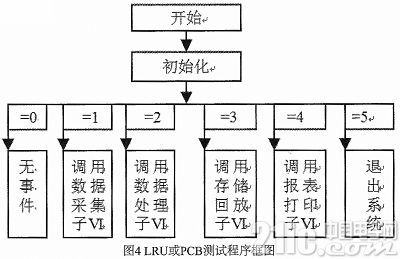 开始
初始化
=0
=1
=2
=3
=4
=5
无
事
件
调用
数据
采集
子VI
调用
数据
处理
子VI
调用
存储
回放
子VI
调用
报表
打印
子VI
退
出
系
统
图4 LRU或PCB测试程序框图